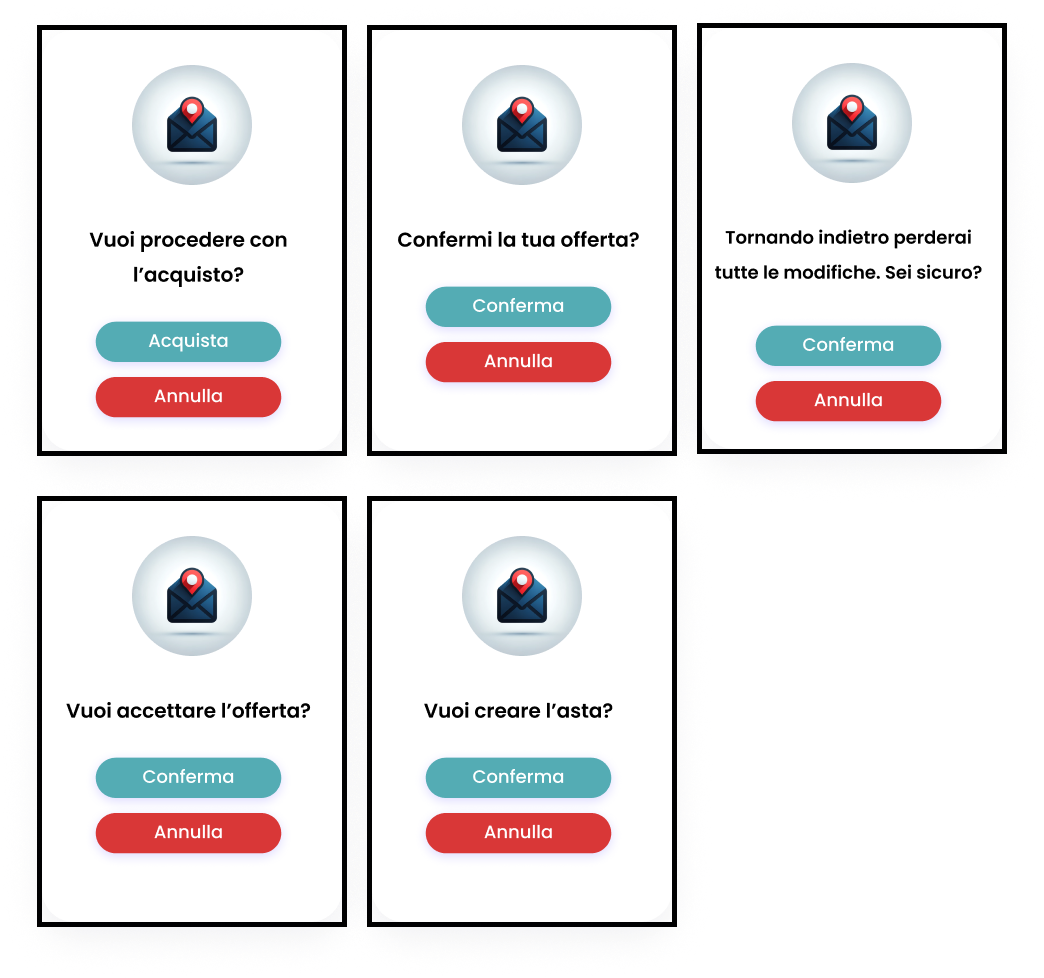 Vuoi procedere con
l’acquisto?
Acquista
Annulla
Confermi la tua offerta?
Conferma
Annulla
Tornando indietro perderai
tutte le modifiche. Sei sicuro?
Conferma
Annulla
Vuoi accettare l’offerta?
Conferma
Annulla
Vuoi creare l’asta?
Conferma
Annulla